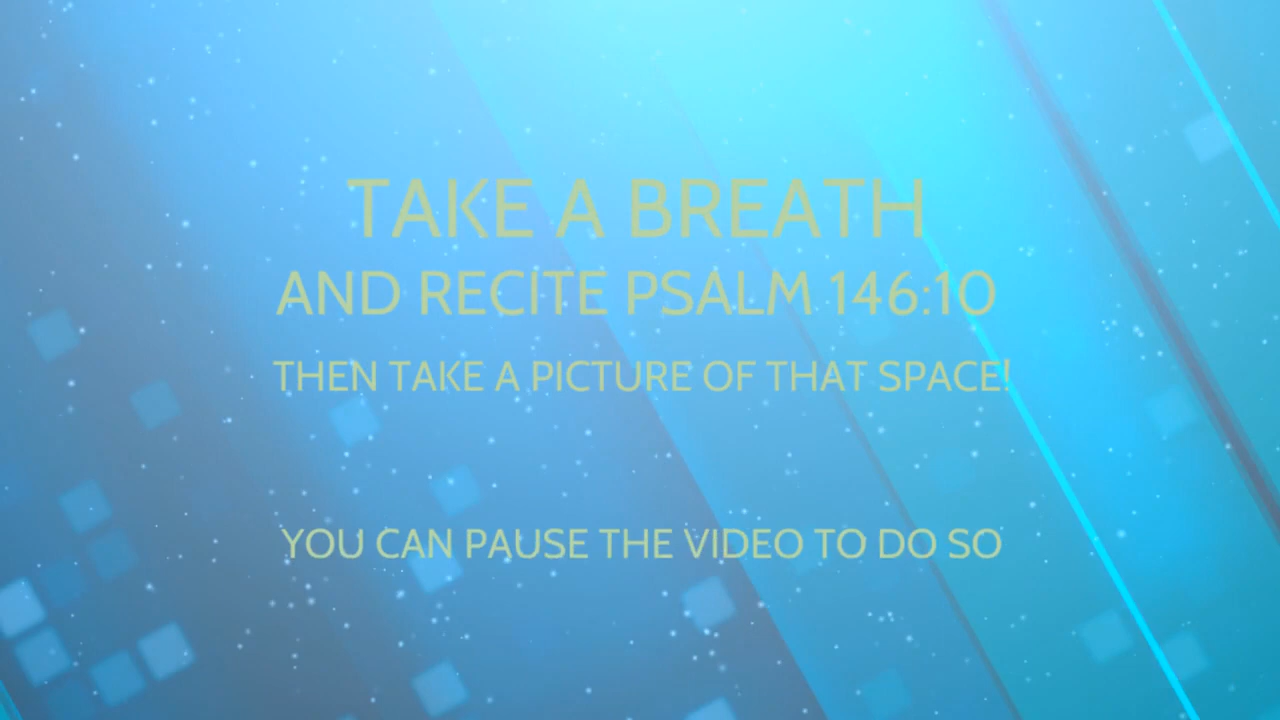 TAKE A BREATH
AND RECITE PSALM 146:10
THEN TAKE A PICTURE OF THAT SPACE!
YOU CAN PAUSE THE VIDEO TO DO SO